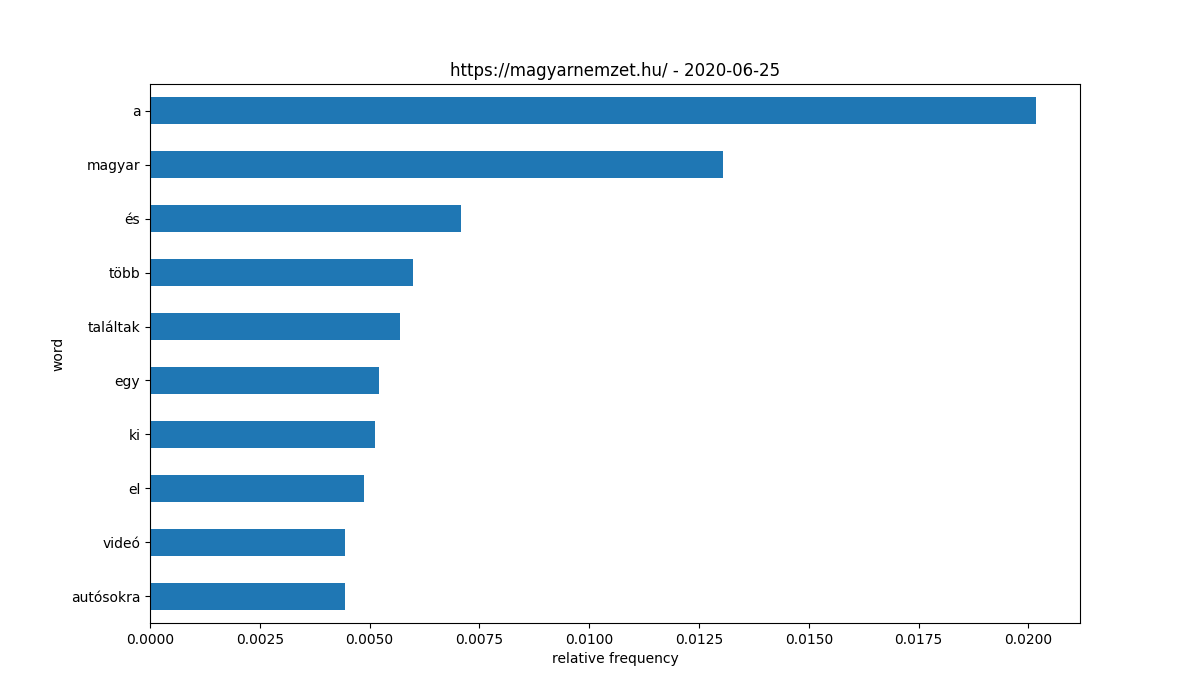 https://magyarnemzet.hu/ - 2020-06-25
a
magyar
és
több
találtak
egy
ki
el
videó
autósokra
word
0.0000 0.0025 0.0050 0.0075 0.0100 0.0125 0.0150 0.0175 0.0200
relative frequency